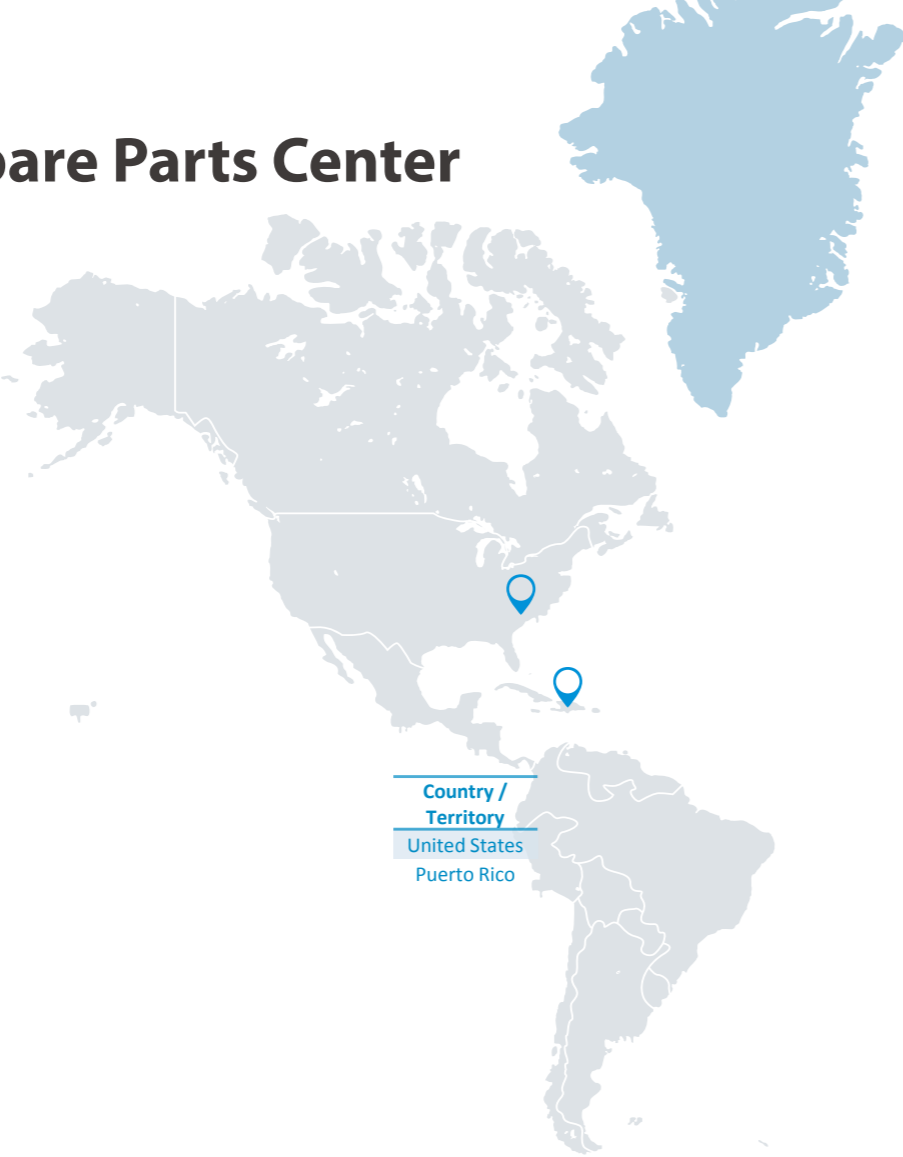 pare Parts Center
Country /
Territory
United States
Puerto Rico